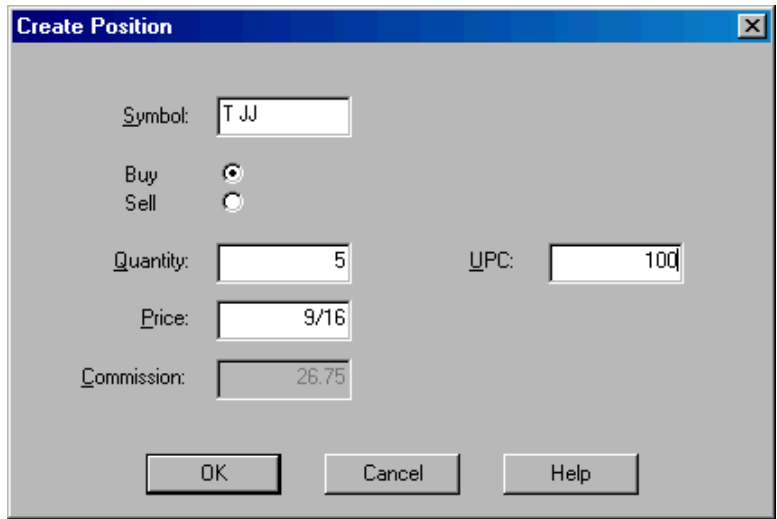 Create Position
Symbol: T JJ
Buy
Sell
Quantity: 5 UPC: 100
Price: 9/16
Commission: 26.75
OK Cancel Help